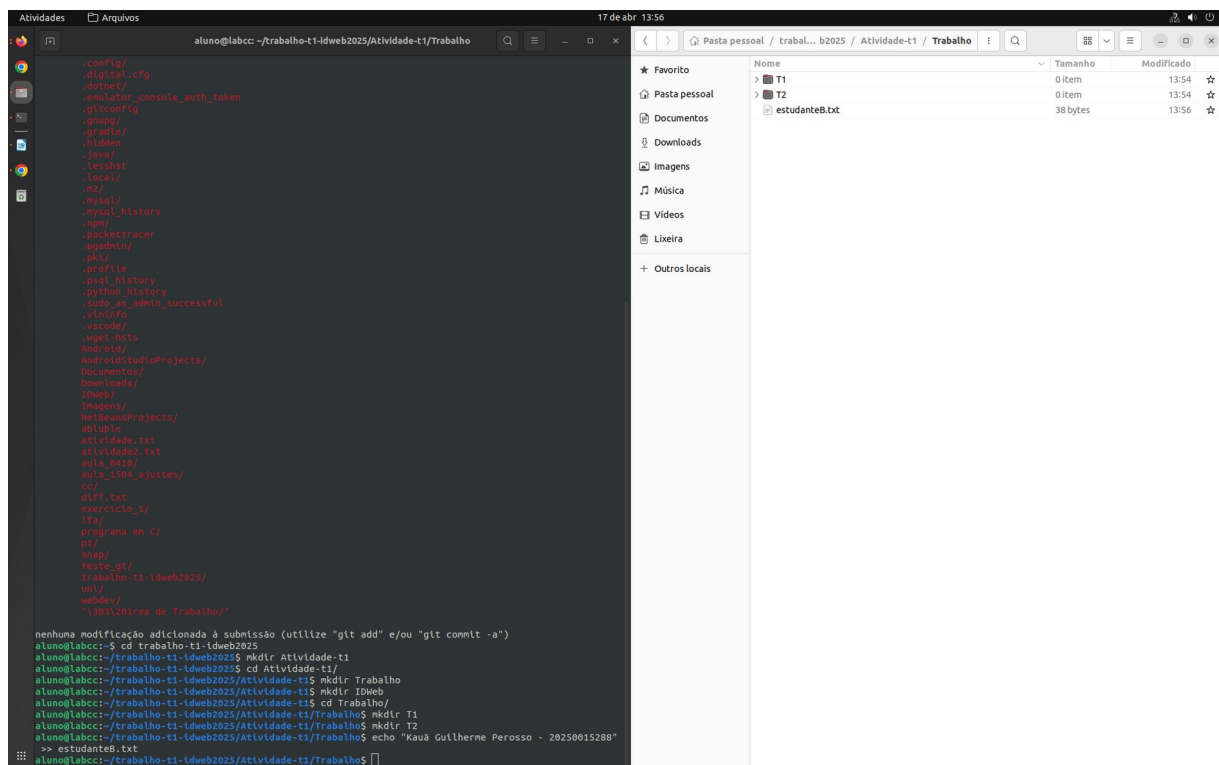 Atividades Arquivos 17 de abr 13:56
aluno@labcc: ~/trabalho-t1-idweb2025/Atividade-t1/Trabalho
.config/
.digital.cfg
.dotnet/
.emulator_console_auth_token
.gitconfig
.gnupg/
.gradle/
.hidden
.java/
.lesshst
.local/
.m2/
.mysql/
.mysql_history
.npm/
.packettracer
.pgadmin/
.pki/
.profile
.psql_history
.python_history
.sudo_as_admin_successful
.viminfo
.vscode/
.wget-hsts
Android/
AndroidStudioProjects/
Documentos/
Downloads/
IDweb/
Imagens/
NetBeansProjects/
abluble
atividade.txt
atividade2.txt
aula_0410/
aula_1504_ajustes/
cc/
diff.txt
exercicio_1/
lfa/
programa em C/
pt/
snap/
teste_gt/
trabalho-t1-idweb2025/
uni/
webdev/
"\303\201rea de Trabalho/"
nenhuma modificação adicionada à submissão (utilize "git add" e/ou "git commit -a")
aluno@labcc:~$ cd trabalho-t1-idweb2025
aluno@labcc:~/trabalho-t1-idweb2025$ mkdir Atividade-t1
aluno@labcc:~/trabalho-t1-idweb2025$ cd Atividade-t1/
aluno@labcc:~/trabalho-t1-idweb2025/Atividade-t1$ mkdir Trabalho
aluno@labcc:~/trabalho-t1-idweb2025/Atividade-t1$ mkdir IDWeb
aluno@labcc:~/trabalho-t1-idweb2025/Atividade-t1$ cd Trabalho/
aluno@labcc:~/trabalho-t1-idweb2025/Atividade-t1/Trabalho$ mkdir T1
aluno@labcc:~/trabalho-t1-idweb2025/Atividade-t1/Trabalho$ mkdir T2
aluno@labcc:~/trabalho-t1-idweb2025/Atividade-t1/Trabalho$ echo "Kauã Guilherme Perosso - 20250015288"
>> estudanteB.txt
aluno@labcc:~/trabalho-t1-idweb2025/Atividade-t1/Trabalho$
Pasta pessoal / trabal... b2025 / Atividade-t1 / Trabalho
Favorito
Pasta pessoal
Documentos
Downloads
Imagens
Música
Vídeos
Lixeira
+ Outros locais
Nome Tamanho Modificado
T1 0 item 13:54
T2 0 item 13:54
estudanteB.txt 38 bytes 13:56